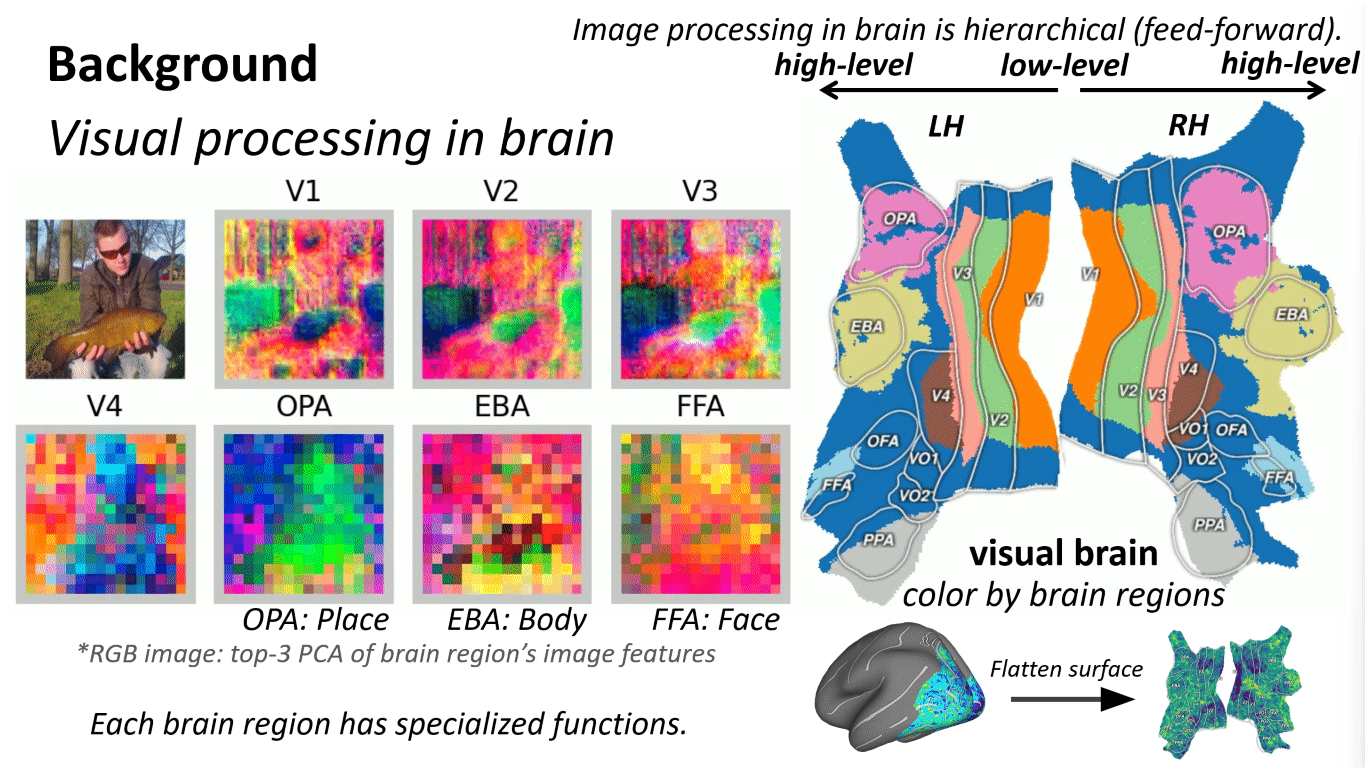 Background
Visual processing in brain
Image processing in brain is hierarchical (feed-forward).
high-level low-level high-level
LH RH
V1 V2 V3
V4 OPA EBA FFA
OPA: Place EBA: Body FFA: Face
*RGB image: top-3 PCA of brain region's image features
Each brain region has specialized functions.
OPA
EBA
V3
V1
V4
V2
OFA
VO1
FFA
VO2
PPA
OPA
V1
EBA
V4
V2
V3
VO1
OFA
VO2
FFA
PPA
visual brain
color by brain regions
Flatten surface